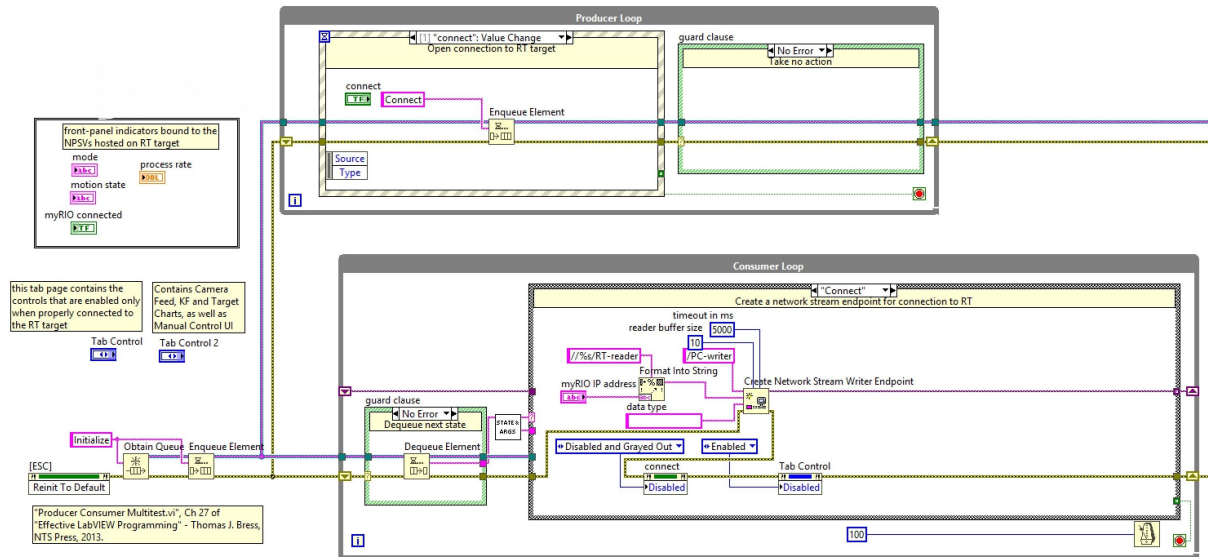 Producer Loop
[1] "connect": Value Change
Open connection to RT target
guard clause
No Error
Take no action
connect
TF
Connect
Enqueue Element
front-panel indicators bound to the
NPSVs hosted on RT target
mode
abc
process rate
DBL
motion state
abc
myRIO connected
TF
Source
Type
i
Consumer Loop
this tab page contains the
controls that are enabled only
when properly connected to
the RT target
Contains Camera
Feed, KF and Target
Charts, as well as
Manual Control UI
Tab Control
Tab Control 2
"Connect"
Create a network stream endpoint for connection to RT
timeout in ms
reader buffer size
5000
10
//%s/RT-reader
/PC-writer
Format Into String
Create Network Stream Writer Endpoint
myRIO IP address
abc
data type
guard clause
No Error
Dequeue next state
STATE &
ARGS
Initialize
Obtain Queue
Enqueue Element
Dequeue Element
Disabled and Grayed Out
Enabled
connect
Disabled
Tab Control
Disabled
[ESC]
Reinit To Default
"Producer Consumer Multitest.vi", Ch 27 of
"Effective LabVIEW Programming" - Thomas J. Bress,
NTS Press, 2013.
100
i